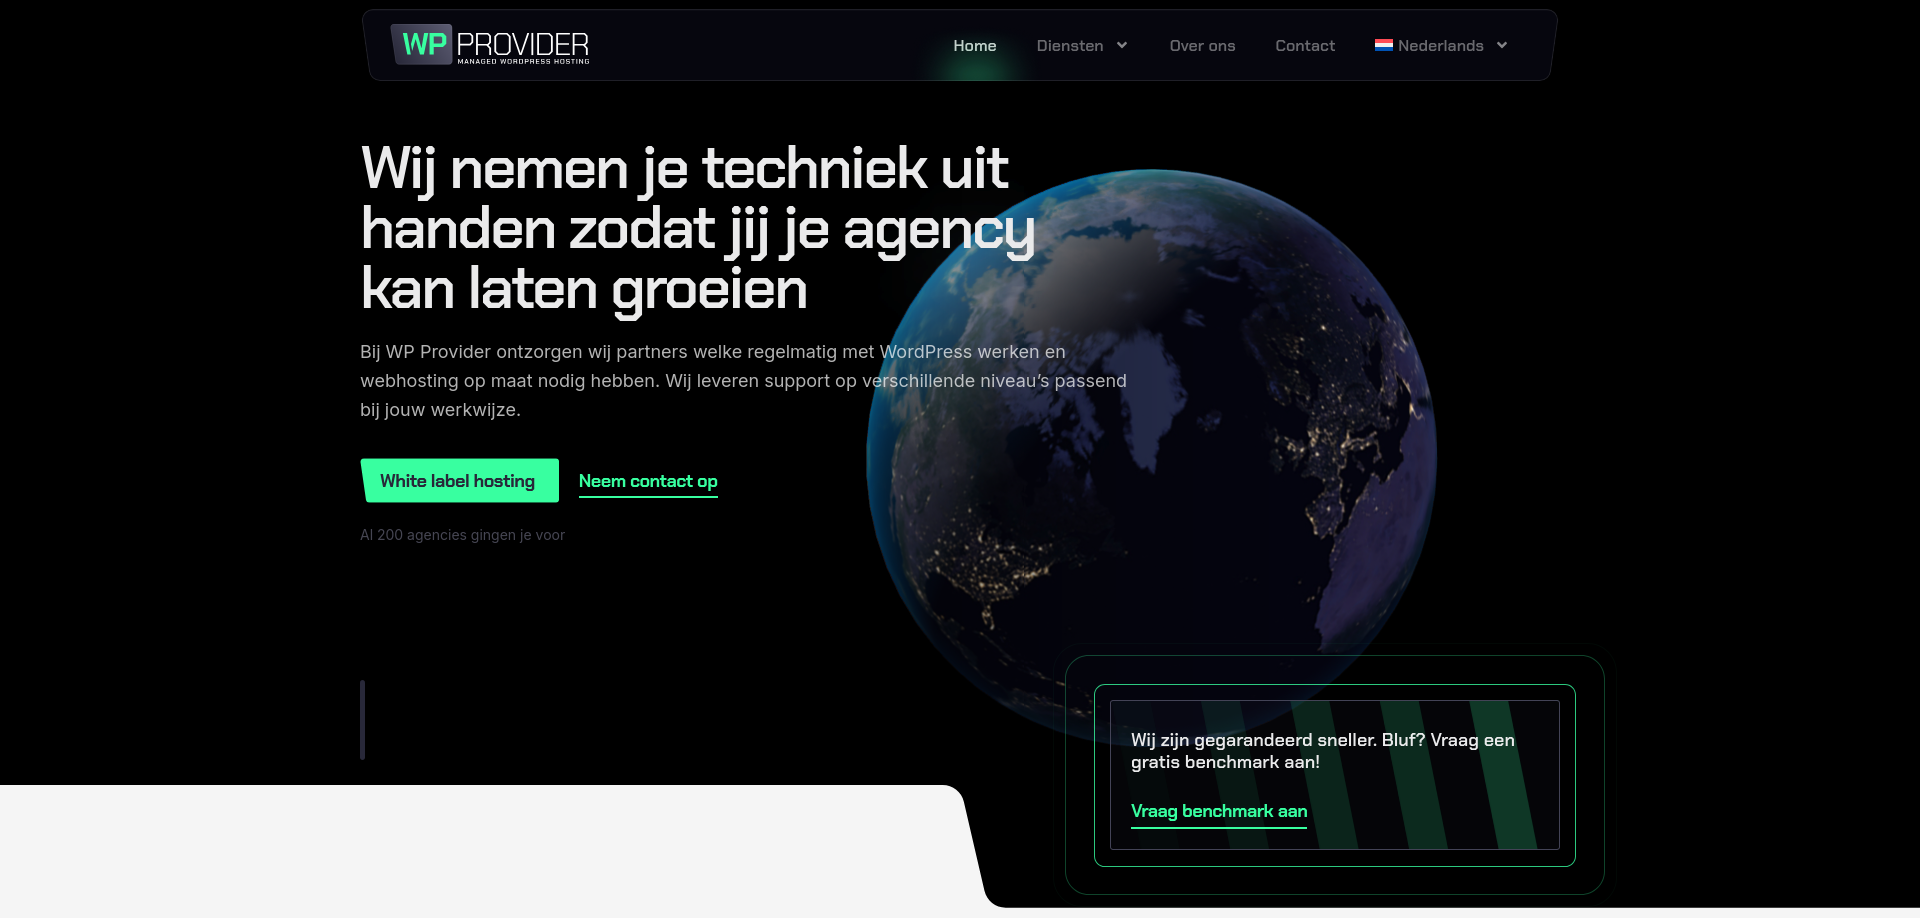 WP PROVIDER
MANAGED WORDPRESS HOSTING
Home
Diensten
Over ons
Contact
Nederlands
Wij nemen je techniek uit
handen zodat jij je agency
kan laten groeien
Bij WP Provider ontzorgen wij partners welke regelmatig met WordPress werken en
webhosting op maat nodig hebben. Wij leveren support op verschillende niveau’s passend
bij jouw werkwijze.
White label hosting
Neem contact op
Al 200 agencies gingen je voor
Wij zijn gegarandeerd sneller. Bluf? Vraag een
gratis benchmark aan!
Vraag benchmark aan